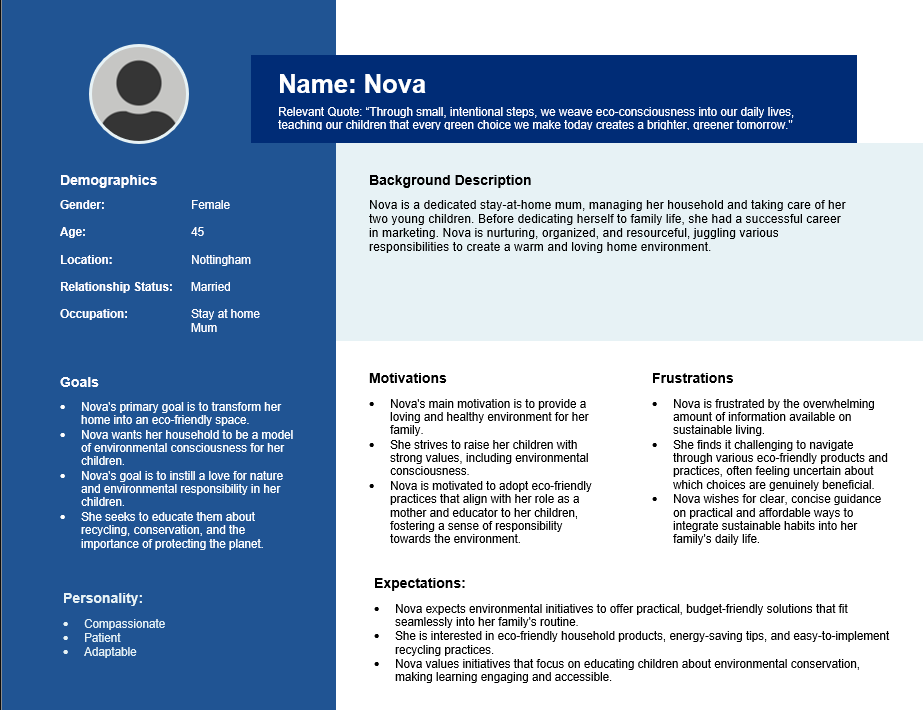 Name: Nova
Relevant Quote: “Through small, intentional steps, we weave eco-consciousness into our daily lives,
teaching our children that every green choice we make today creates a brighter, greener tomorrow.”
Demographics
Gender: Female
Age: 45
Location: Nottingham
Relationship Status: Married
Occupation: Stay at home
Mum
Background Description
Nova is a dedicated stay-at-home mum, managing her household and taking care of her
two young children. Before dedicating herself to family life, she had a successful career
in marketing. Nova is nurturing, organized, and resourceful, juggling various
responsibilities to create a warm and loving home environment.
Goals
• Nova's primary goal is to transform her
home into an eco-friendly space.
• Nova wants her household to be a model
of environmental consciousness for her
children.
• Nova's goal is to instill a love for nature
and environmental responsibility in her
children.
• She seeks to educate them about
recycling, conservation, and the
importance of protecting the planet.
Motivations
• Nova's main motivation is to provide a
loving and healthy environment for her
family.
• She strives to raise her children with
strong values, including environmental
consciousness.
• Nova is motivated to adopt eco-friendly
practices that align with her role as a
mother and educator to her children,
fostering a sense of responsibility
towards the environment.
Frustrations
• Nova is frustrated by the overwhelming
amount of information available on
sustainable living.
• She finds it challenging to navigate
through various eco-friendly products and
practices, often feeling uncertain about
which choices are genuinely beneficial.
• Nova wishes for clear, concise guidance
on practical and affordable ways to
integrate sustainable habits into her
family's daily life.
Personality:
• Compassionate
• Patient
• Adaptable
Expectations:
• Nova expects environmental initiatives to offer practical, budget-friendly solutions that fit
seamlessly into her family's routine.
• She is interested in eco-friendly household products, energy-saving tips, and easy-to-implement
recycling practices.
• Nova values initiatives that focus on educating children about environmental conservation,
making learning engaging and accessible.